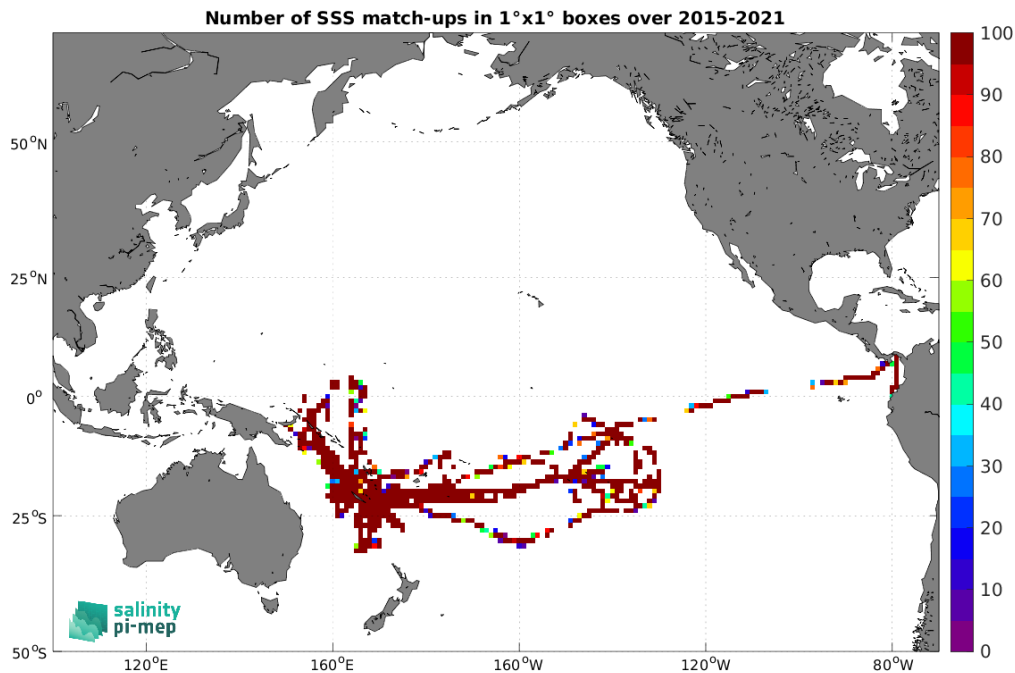 Number of SSS match-ups in 1°x1° boxes over 2015-2021
100
90
80
70
60
50
40
30
20
10
0
50°N
25°N
0°
25°S
50°S
120°E
160°E
160°W
120°W
80°W
salinity
pi-mep